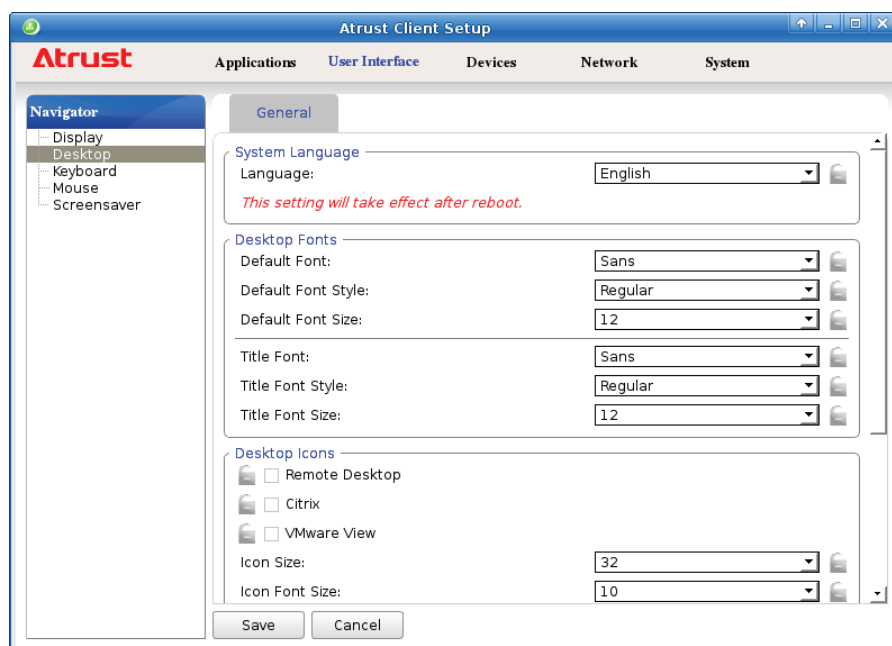 Atrust Client Setup
Atrust
Applications User Interface Devices Network System
Navigator
Display
Desktop
Keyboard
Mouse
Screensaver
General
System Language
Language: English
This setting will take effect after reboot.
Desktop Fonts
Default Font: Sans
Default Font Style: Regular
Default Font Size: 12
Title Font: Sans
Title Font Style: Regular
Title Font Size: 12
Desktop Icons
Remote Desktop
Citrix
VMware View
Icon Size: 32
Icon Font Size: 10
Save Cancel